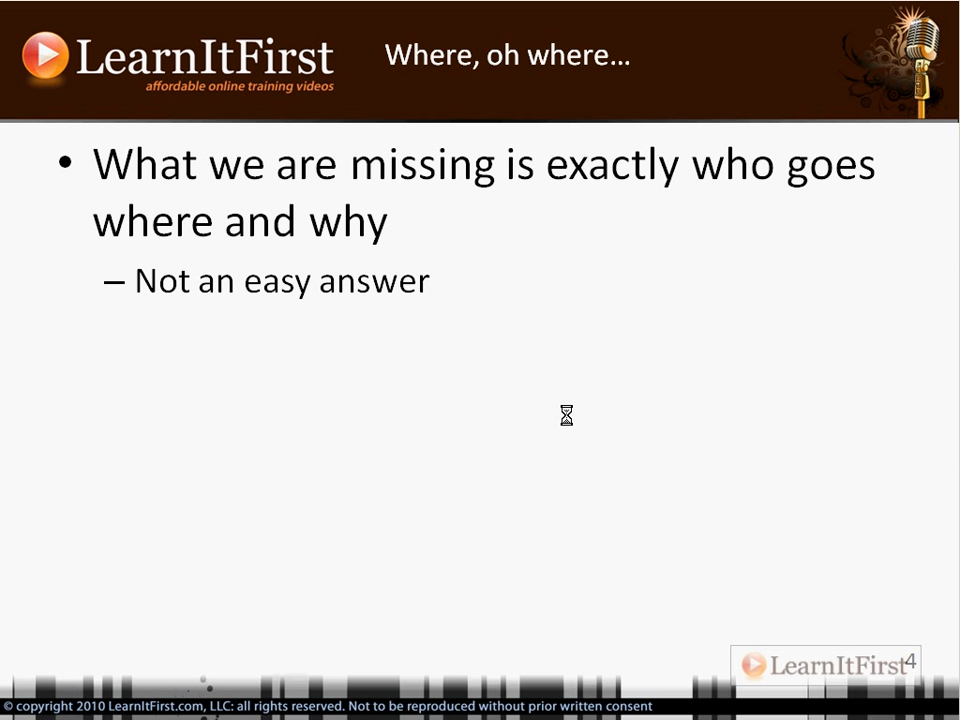 LearnItFirst
affordable online training videos
Where, oh where...
• What we are missing is exactly who goes
where and why
– Not an easy answer
LearnItFirst
4
© copyright 2010 LearnItFirst.com, LLC: all rights reserved. Not to be reproduced without prior written consent